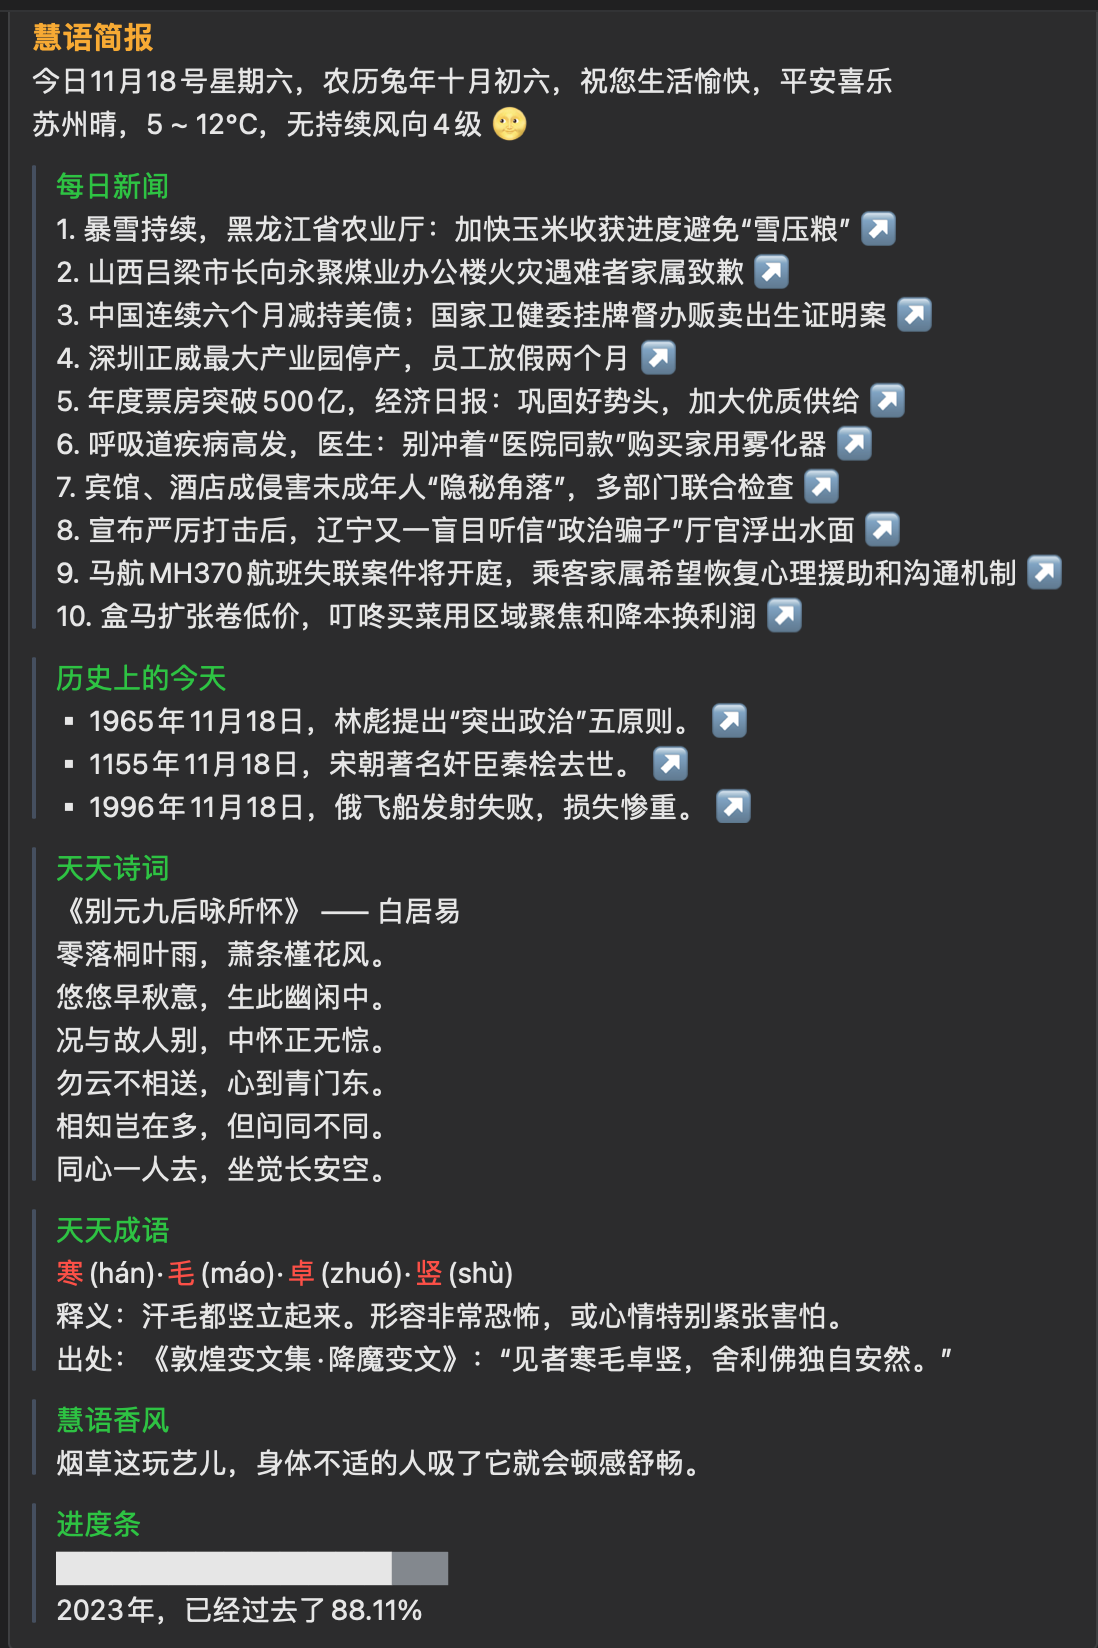 慧语简报
今日11月18号星期六，农历兔年十月初六，祝您生活愉快，平安喜乐
苏州晴，5 ~ 12°C，无持续风向4级 🌝
每日新闻
1. 暴雪持续，黑龙江省农业厅：加快玉米收获进度避免“雪压粮” ↗️
2. 山西吕梁市长向永聚煤业办公楼火灾遇难者家属致歉 ↗️
3. 中国连续六个月减持美债；国家卫健委挂牌督办贩卖出生证明案 ↗️
4. 深圳正威最大产业园停产，员工放假两个月 ↗️
5. 年度票房突破500亿，经济日报：巩固好势头，加大优质供给 ↗️
6. 呼吸道疾病高发，医生：别冲着“医院同款”购买家用雾化器 ↗️
7. 宾馆、酒店成侵害未成年人“隐秘角落”，多部门联合检查 ↗️
8. 宣布严厉打击后，辽宁又一盲目听信“政治骗子”厅官浮出水面 ↗️
9. 马航MH370航班失联案件将开庭，乘客家属希望恢复心理援助和沟通机制 ↗️
10. 盒马扩张卷低价，叮咚买菜用区域聚焦和降本换利润 ↗️
历史上的今天
▪ 1965年11月18日，林彪提出“突出政治”五原则。 ↗️
▪ 1155年11月18日，宋朝著名奸臣秦桧去世。 ↗️
▪ 1996年11月18日，俄飞船发射失败，损失惨重。 ↗️
天天诗词
《别元九后咏所怀》 —— 白居易
零落桐叶雨，萧条槿花风。
悠悠早秋意，生此幽闲中。
况与故人别，中怀正无悰。
勿云不相送，心到青门东。
相知岂在多，但问同不同。
同心一人去，坐觉长安空。
天天成语
寒(hán)·毛(máo)·卓(zhuó)·竖(shù)
释义：汗毛都竖立起来。形容非常恐怖，或心情特别紧张害怕。
出处：《敦煌变文集·降魔变文》：“见者寒毛卓竖，舍利佛独自安然。”
慧语香风
烟草这玩艺儿，身体不适的人吸了它就会顿感舒畅。
进度条
2023年，已经过去了88.11%